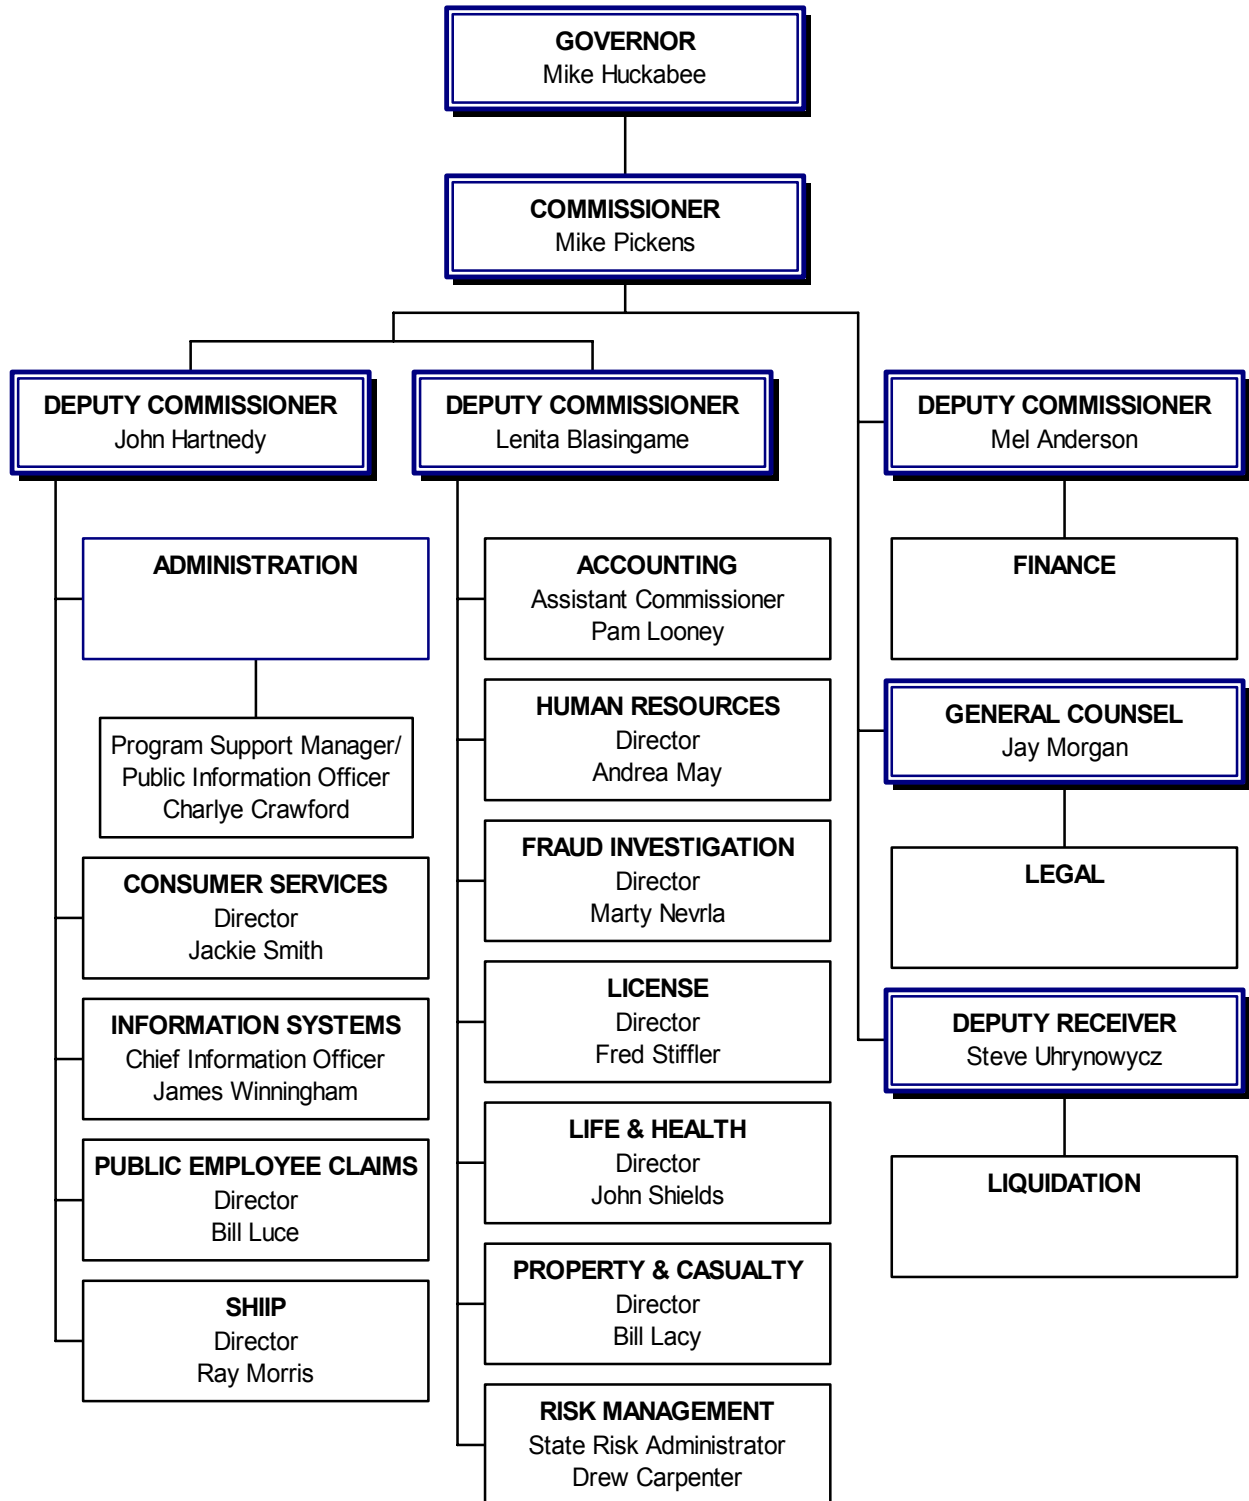 GOVERNOR
Mike Huckabee
COMMISSIONER
Mike Pickens
DEPUTY COMMISSIONER
John Hartnedy
ADMINISTRATION
Program Support Manager/
Public Information Officer
Charlye Crawford
CONSUMER SERVICES
Director
Jackie Smith
INFORMATION SYSTEMS
Chief Information Officer
James Winningham
PUBLIC EMPLOYEE CLAIMS
Director
Bill Luce
SHIIP
Director
Ray Morris
DEPUTY COMMISSIONER
Lenita Blasingame
ACCOUNTING
Assistant Commissioner
Pam Looney
HUMAN RESOURCES
Director
Andrea May
FRAUD INVESTIGATION
Director
Marty Nevrla
LICENSE
Director
Fred Stiffler
LIFE & HEALTH
Director
John Shields
PROPERTY & CASUALTY
Director
Bill Lacy
RISK MANAGEMENT
State Risk Administrator
Drew Carpenter
DEPUTY COMMISSIONER
Mel Anderson
FINANCE
GENERAL COUNSEL
Jay Morgan
LEGAL
DEPUTY RECEIVER
Steve Uhrynowycz
LIQUIDATION